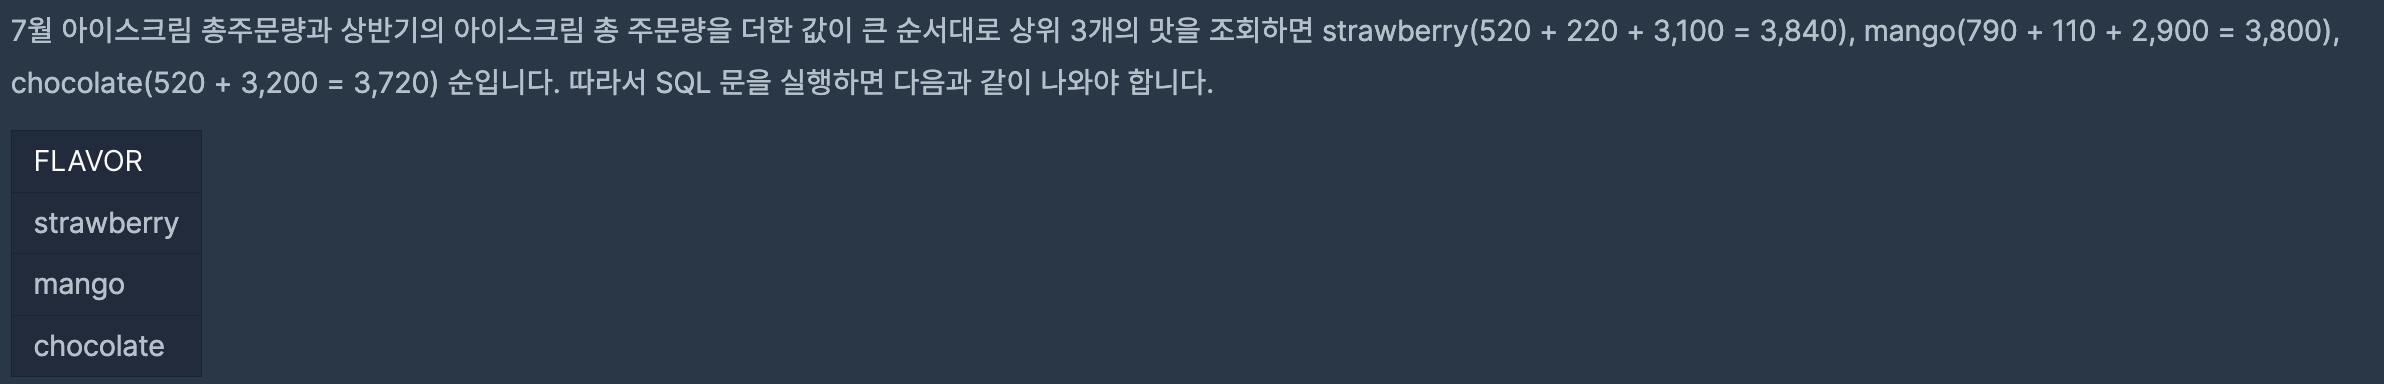 7월 아이스크림 총주문량과 상반기의 아이스크림 총 주문량을 더한 값이 큰 순서대로 상위 3개의 맛을 조회하면 strawberry(520 + 220 + 3,100 = 3,840), mango(790 + 110 + 2,900 = 3,800),
chocolate(520 + 3,200 = 3,720) 순입니다. 따라서 SQL 문을 실행하면 다음과 같이 나와야 합니다.
FLAVOR
strawberry
mango
chocolate